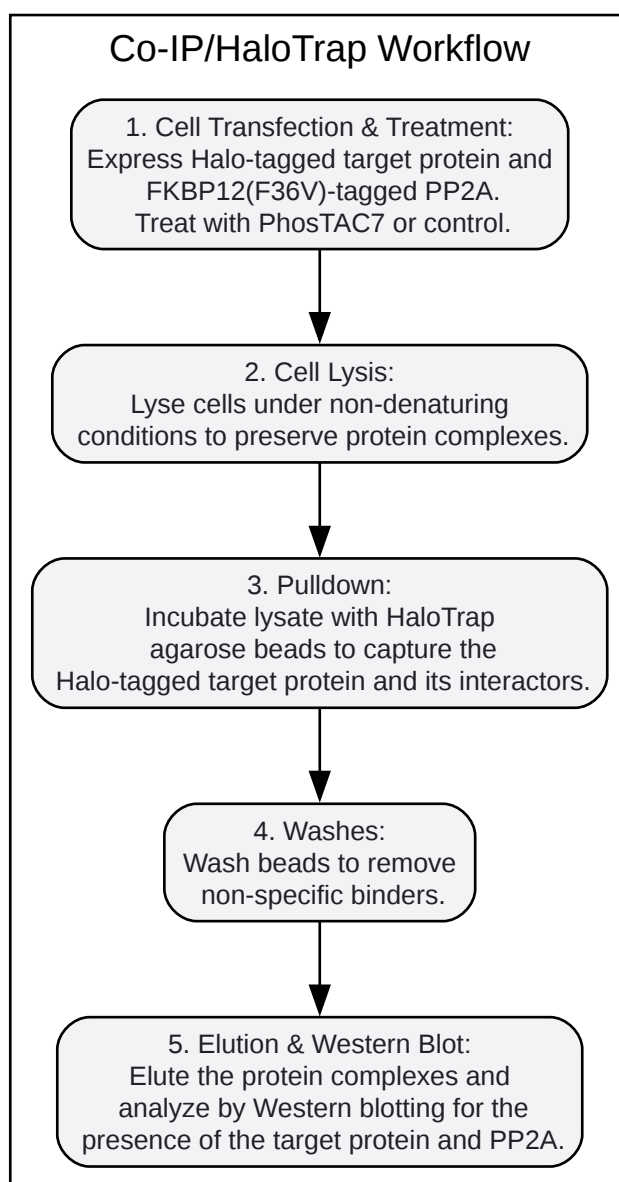 Co-IP/HaloTrap Workflow
1. Cell Transfection & Treatment:
Express Halo-tagged target protein and
FKBP12(F36V)-tagged PP2A.
Treat with PhosTAC7 or control.
2. Cell Lysis:
Lyse cells under non-denaturing
conditions to preserve protein complexes.
3. Pulldown:
Incubate lysate with HaloTrap
agarose beads to capture the
Halo-tagged target protein and its interactors.
4. Washes:
Wash beads to remove
non-specific binders.
5. Elution & Western Blot:
Elute the protein complexes and
analyze by Western blotting for the
presence of the target protein and PP2A.